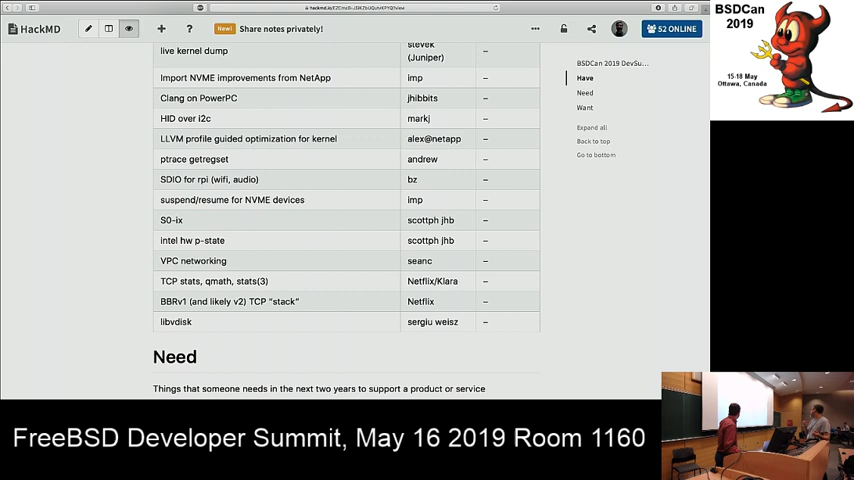 hackmd.io
HackMD
New!
Share notes privately!
52 ONLINE
BSDCan
2019
15-18 May
Ottawa, Canada
live kernel dump stevek (Juniper) –
Import NVME improvements from NetApp imp –
Clang on PowerPC jhibbits –
HID over i2c markj –
LLVM profile guided optimization for kernel alex@netapp –
ptrace getregset andrew –
SDIO for rpi (wifi, audio) bz –
suspend/resume for NVME devices imp –
S0-ix scottph jhb –
intel hw p-state scottph jhb –
VPC networking seanc –
TCP stats, qmath, stats(3) Netflix/Klara –
BBRv1 (and likely v2) TCP “stack” Netflix –
libvdisk sergiu weisz –
Need
Things that someone needs in the next two years to support a product or service
BSDCan 2019 DevSu...
Have
Need
Want
Expand all
Back to top
Go to bottom
FreeBSD Developer Summit, May 16 2019 Room 1160